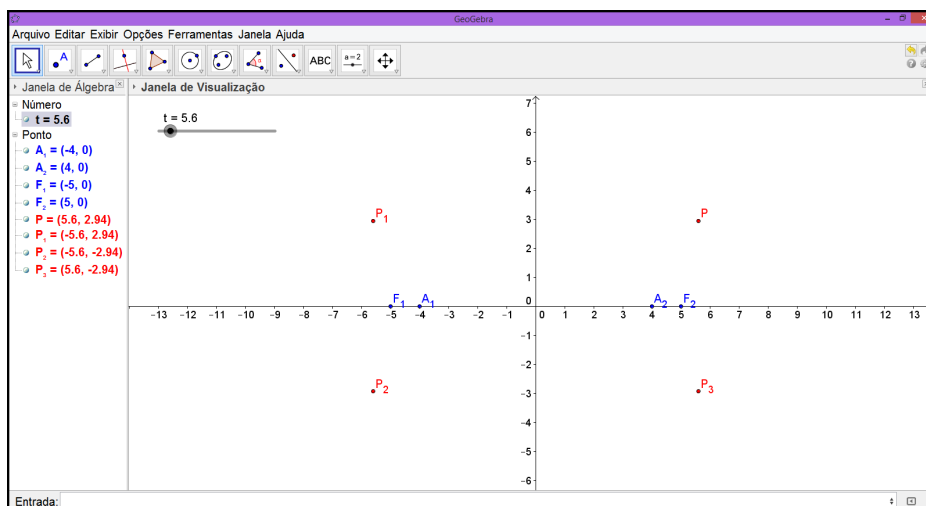 GeoGebra
Arquivo Editar Exibir Opções Ferramentas Janela Ajuda
A
ABC
a=2
Janela de Álgebra
Janela de Visualização
Número
t = 5.6
Ponto
A₁ = (-4, 0)
A₂ = (4, 0)
F₁ = (-5, 0)
F₂ = (5, 0)
P = (5.6, 2.94)
P₁ = (-5.6, 2.94)
P₂ = (-5.6, -2.94)
P₃ = (5.6, -2.94)
t = 5.6
7
6
5
4
3
2
1
0
-1
-2
-3
-4
-5
-6
P₁
P
F₁ A₁
A₂ F₂
-13 -12 -11 -10 -9 -8 -7 -6 -5 -4 -3 -2 -1 0 1 2 3 4 5 6 7 8 9 10 11 12 13
P₂
P₃
Entrada: